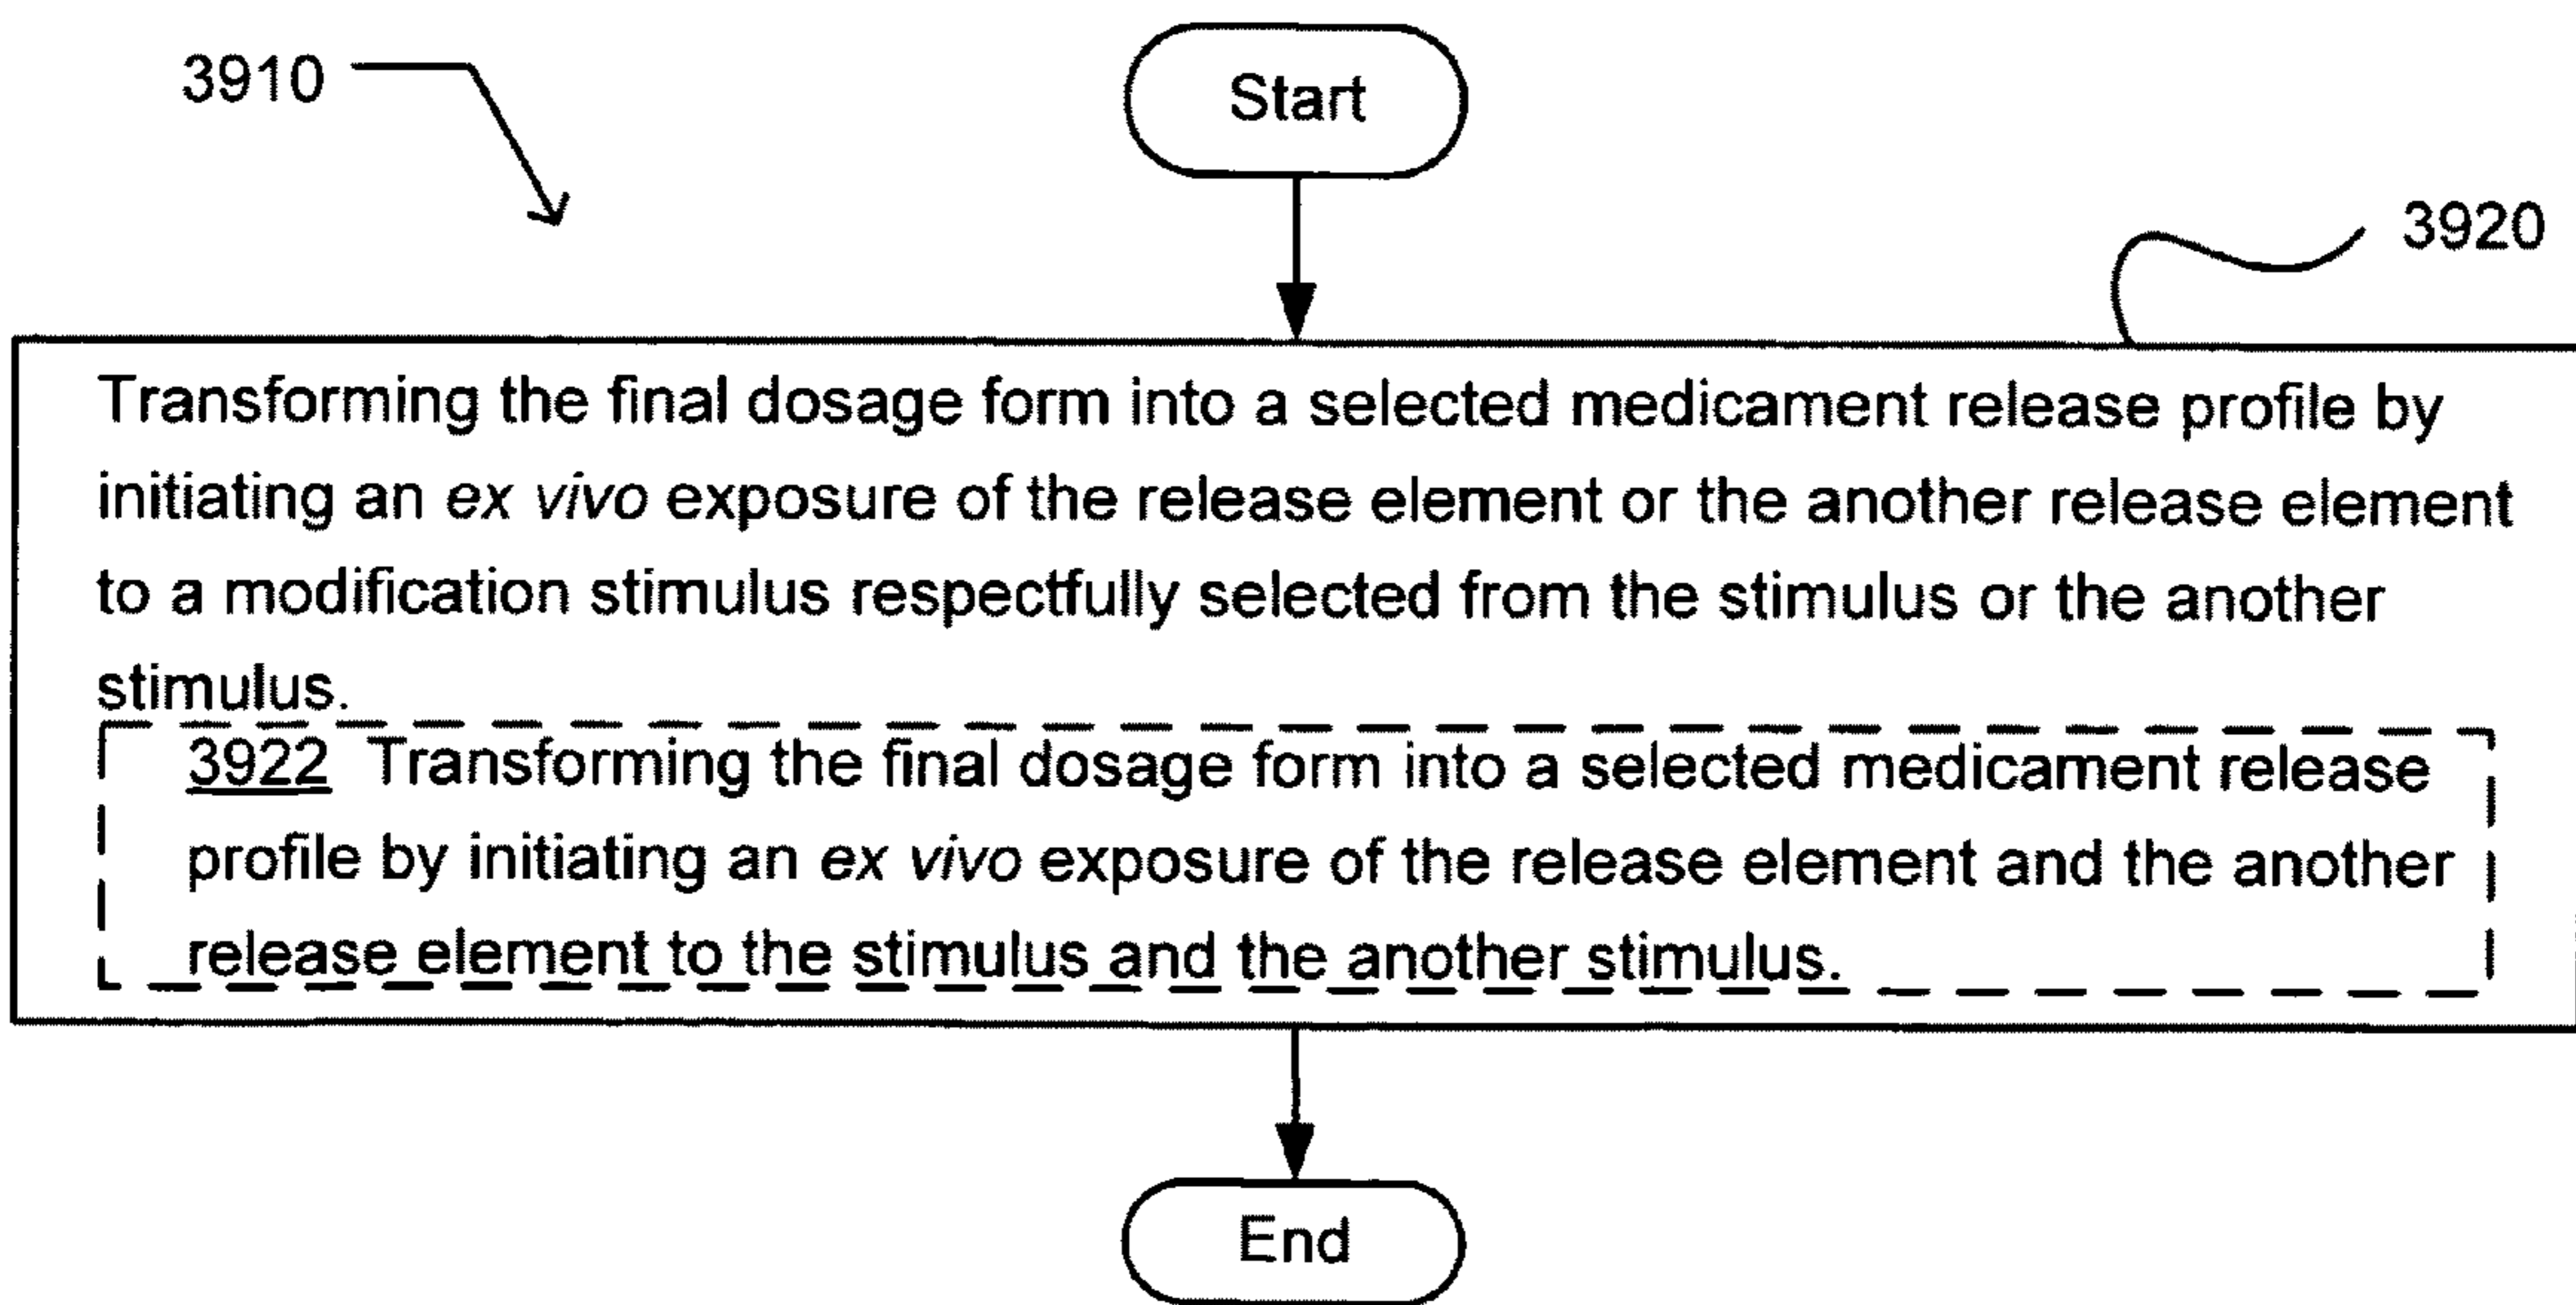 3910
Start
3920
Transforming the final dosage form into a selected medicament release profile by
initiating an ex vivo exposure of the release element or the another release element
to a modification stimulus respectfully selected from the stimulus or the another
stimulus.
3922 Transforming the final dosage form into a selected medicament release
profile by initiating an ex vivo exposure of the release element and the another
release element to the stimulus and the another stimulus.
End